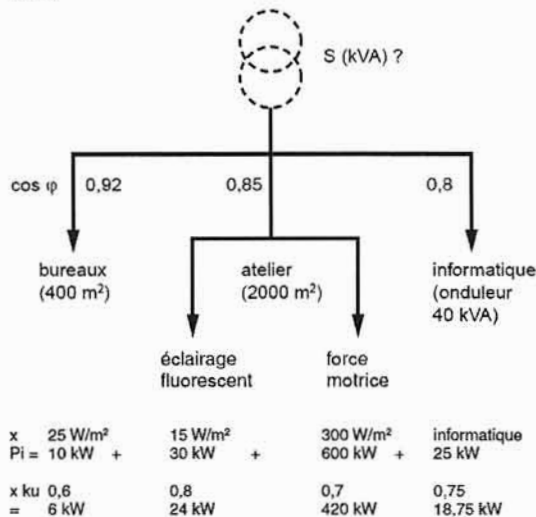 S (kVA) ?
cos φ 0,92 0,85 0,8
bureaux atelier informatique
(400 m²) (2000 m²) (onduleur
40 kVA)
éclairage force
fluorescent motrice
x 25 W/m² 15 W/m² 300 W/m² informatique
Pi = 10 kW + 30 kW + 600 kW + 25 kW
x ku 0,6 0,8 0,7 0,75
= 6 kW 24 kW 420 kW 18,75 kW